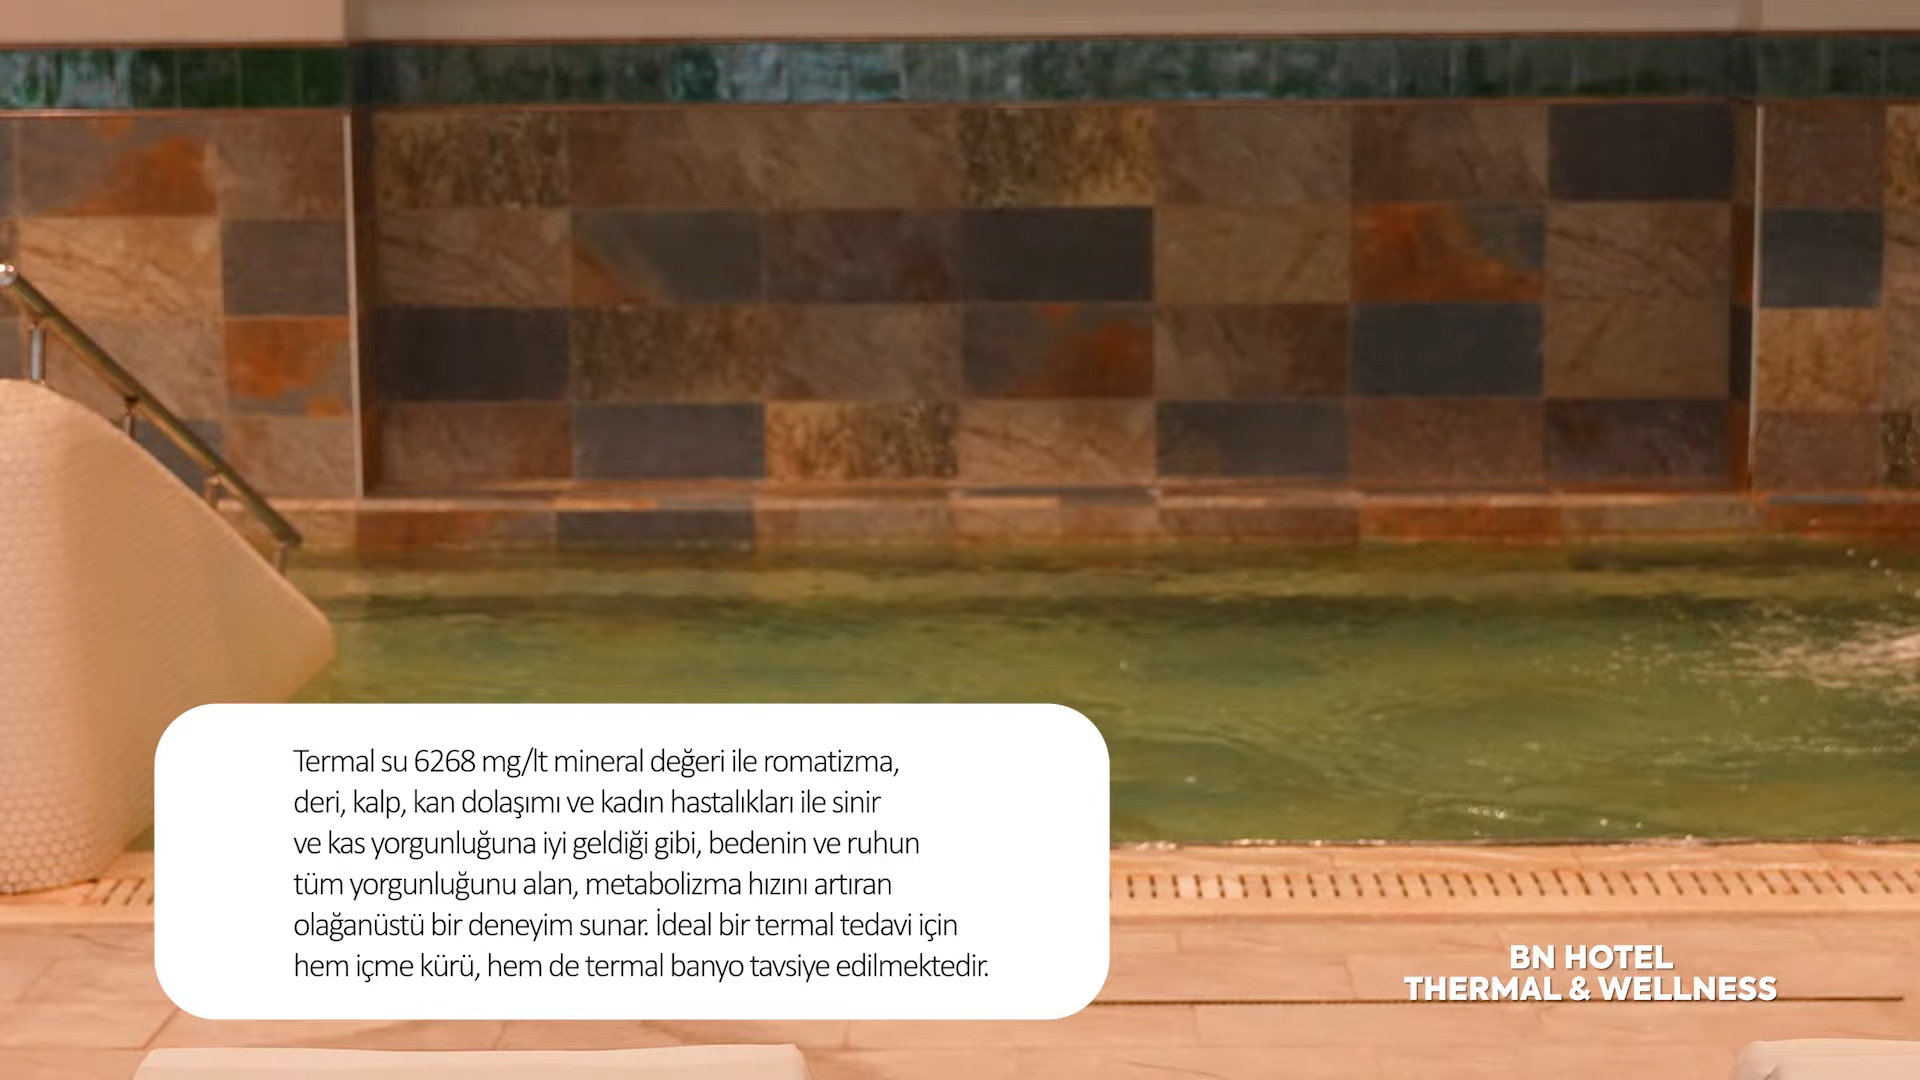 Termal su 6268 mg/lt mineral değeri ile romatizma,
deri, kalp, kan dolaşımı ve kadın hastalıkları ile sinir
ve kas yorgunluğuna iyi geldiği gibi, bedenin ve ruhun
tüm yorgunluğunu alan, metabolizma hızını artıran
olağanüstü bir deneyim sunar. İdeal bir termal tedavi için
hem içme kürü, hem de termal banyo tavsiye edilmektedir.
BN HOTEL
THERMAL & WELLNESS